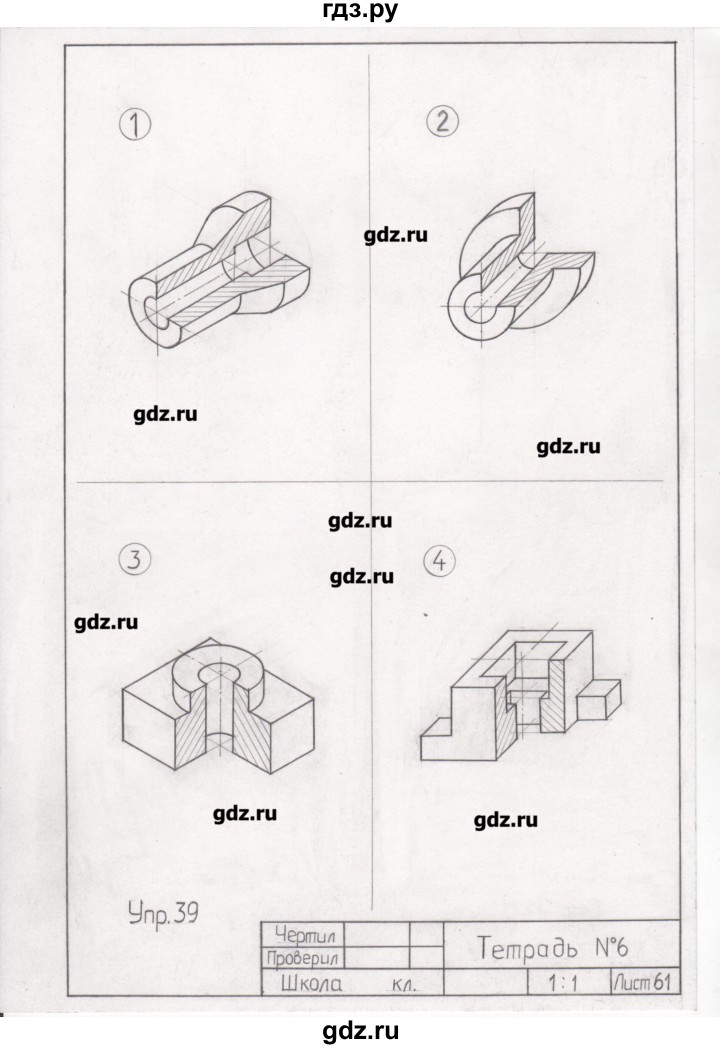 гдз.ру
1
2
gdz.ru
gdz.ru
gdz.ru
gdz.ru
3
4
gdz.ru
gdz.ru
gdz.ru
gdz.ru
Упр. 39
Чертил
Проверил
Тетрадь №6
Школа кл.
1:1
Лист 61
gdz.ru